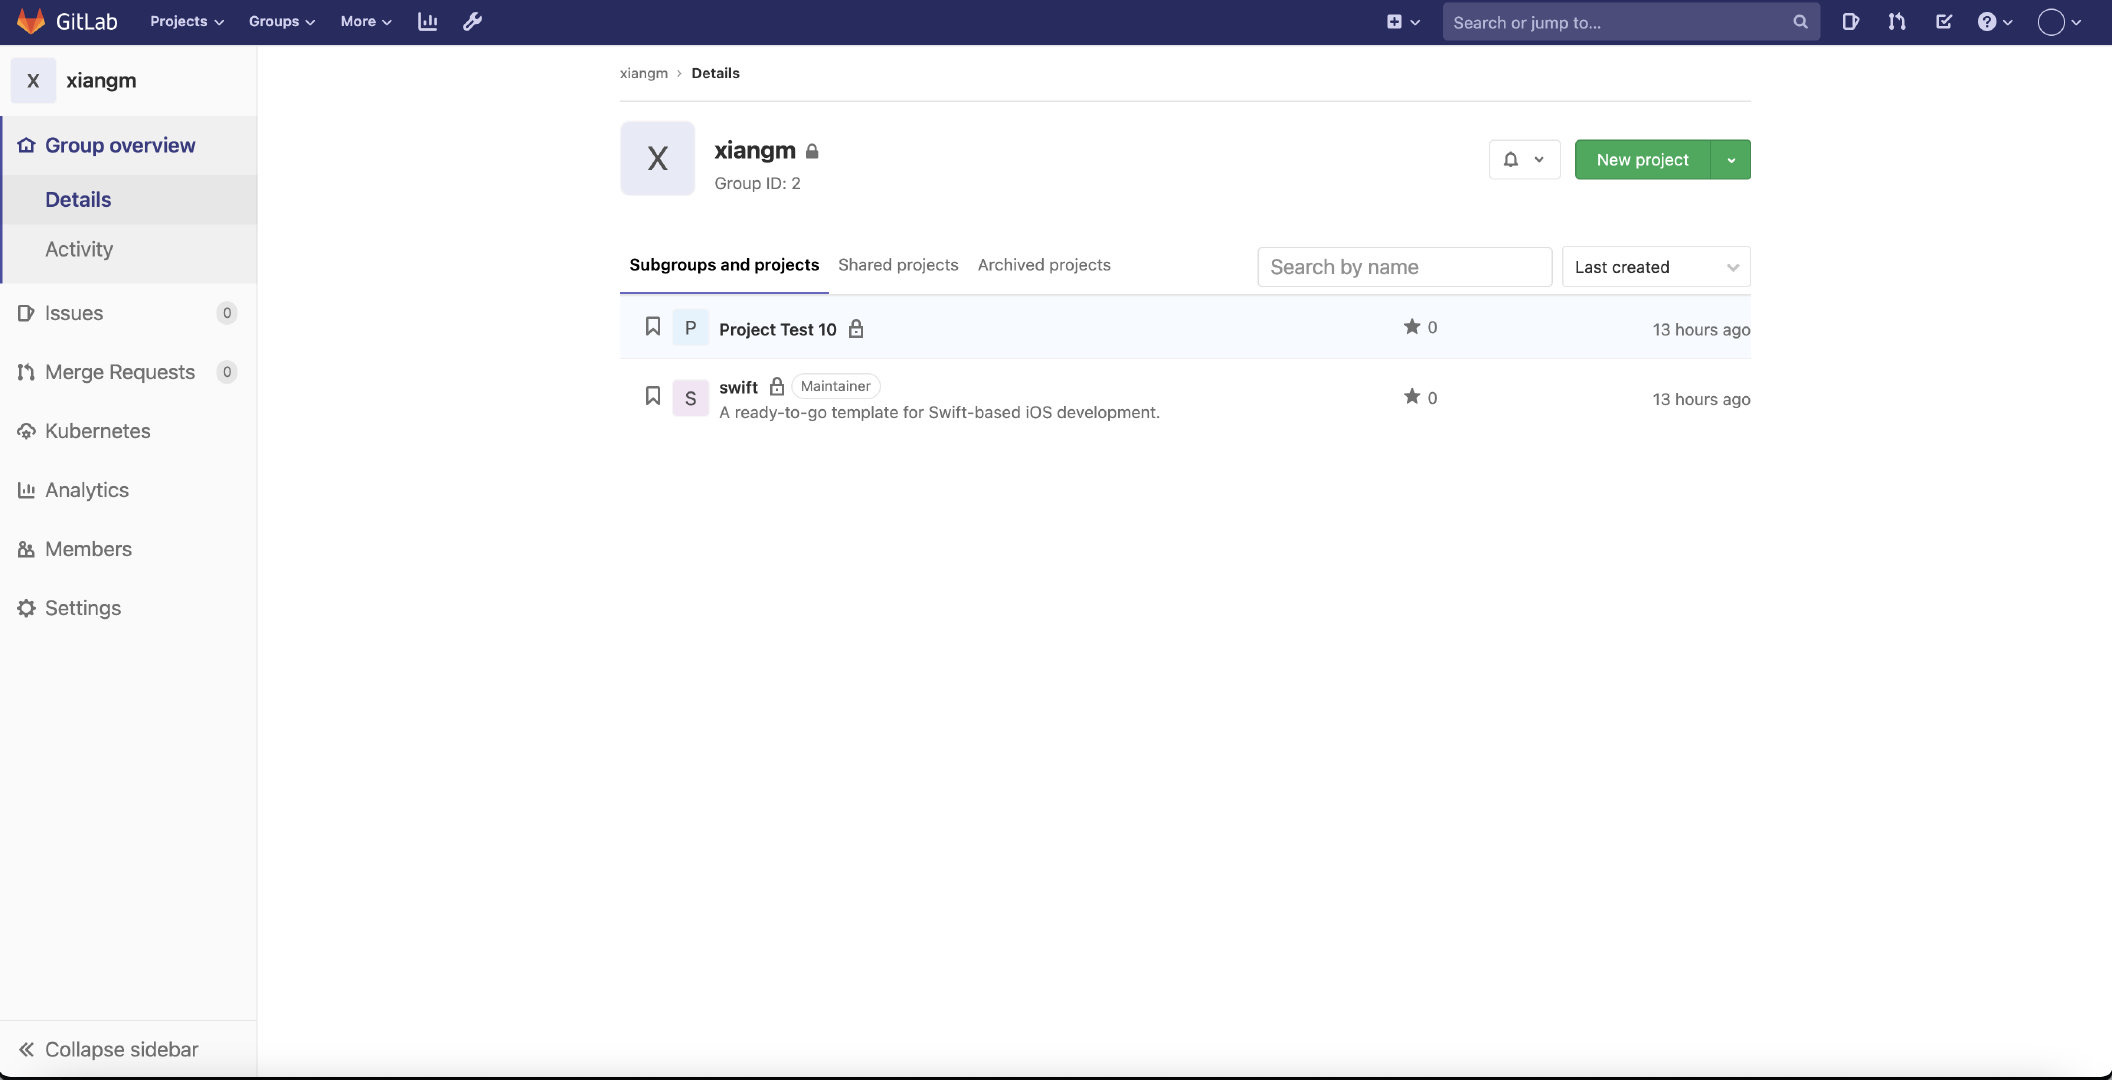 GitLab Projects Groups More Search or jump to...
X xiangm
Group overview
Details
Activity
Issues 0
Merge Requests 0
Kubernetes
Analytics
Members
Settings
Collapse sidebar
xiangm › Details
X xiangm
Group ID: 2
New project
Subgroups and projects Shared projects Archived projects Search by name Last created
P Project Test 10 0 13 hours ago
S swift Maintainer 0 13 hours ago
A ready-to-go template for Swift-based iOS development.